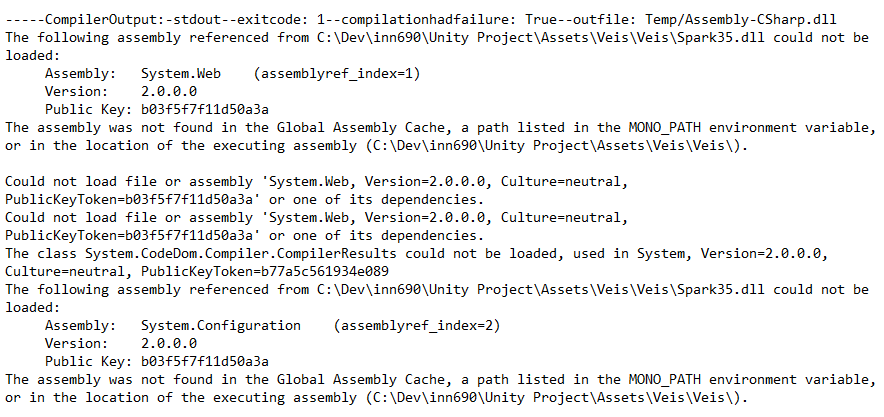 -----CompilerOutput:-stdout--exitcode: 1--compilationhadfailure: True--outfile: Temp/Assembly-CSharp.dll
The following assembly referenced from C:\Dev\inn690\Unity Project\Assets\Veis\Veis\Spark35.dll could not be
loaded:
     Assembly:   System.Web    (assemblyref_index=1)
     Version:    2.0.0.0
     Public Key: b03f5f7f11d50a3a
The assembly was not found in the Global Assembly Cache, a path listed in the MONO_PATH environment variable,
or in the location of the executing assembly (C:\Dev\inn690\Unity Project\Assets\Veis\Veis\).

Could not load file or assembly 'System.Web, Version=2.0.0.0, Culture=neutral,
PublicKeyToken=b03f5f7f11d50a3a' or one of its dependencies.
Could not load file or assembly 'System.Web, Version=2.0.0.0, Culture=neutral,
PublicKeyToken=b03f5f7f11d50a3a' or one of its dependencies.
The class System.CodeDom.Compiler.CompilerResults could not be loaded, used in System, Version=2.0.0.0,
Culture=neutral, PublicKeyToken=b77a5c561934e089
The following assembly referenced from C:\Dev\inn690\Unity Project\Assets\Veis\Veis\Spark35.dll could not be
loaded:
     Assembly:   System.Configuration    (assemblyref_index=2)
     Version:    2.0.0.0
     Public Key: b03f5f7f11d50a3a
The assembly was not found in the Global Assembly Cache, a path listed in the MONO_PATH environment variable,
or in the location of the executing assembly (C:\Dev\inn690\Unity Project\Assets\Veis\Veis\).